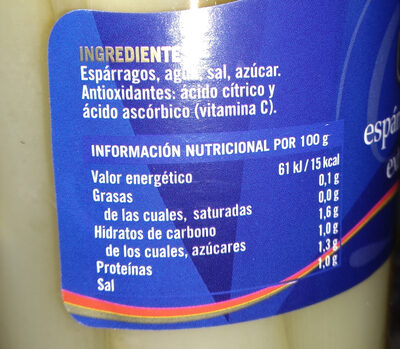 INGREDIENTES
Espárragos, agua, sal, azúcar.
Antioxidantes: ácido cítrico y
ácido ascórbico (vitamina C).
INFORMACIÓN NUTRICIONAL POR 100 g
Valor energético 61 kJ / 15 kcal
Grasas 0,1 g
de las cuales, saturadas 0,0 g
Hidratos de carbono 1,6 g
de los cuales, azúcares 1,0 g
Proteínas 1,3 g
Sal 1,0 g